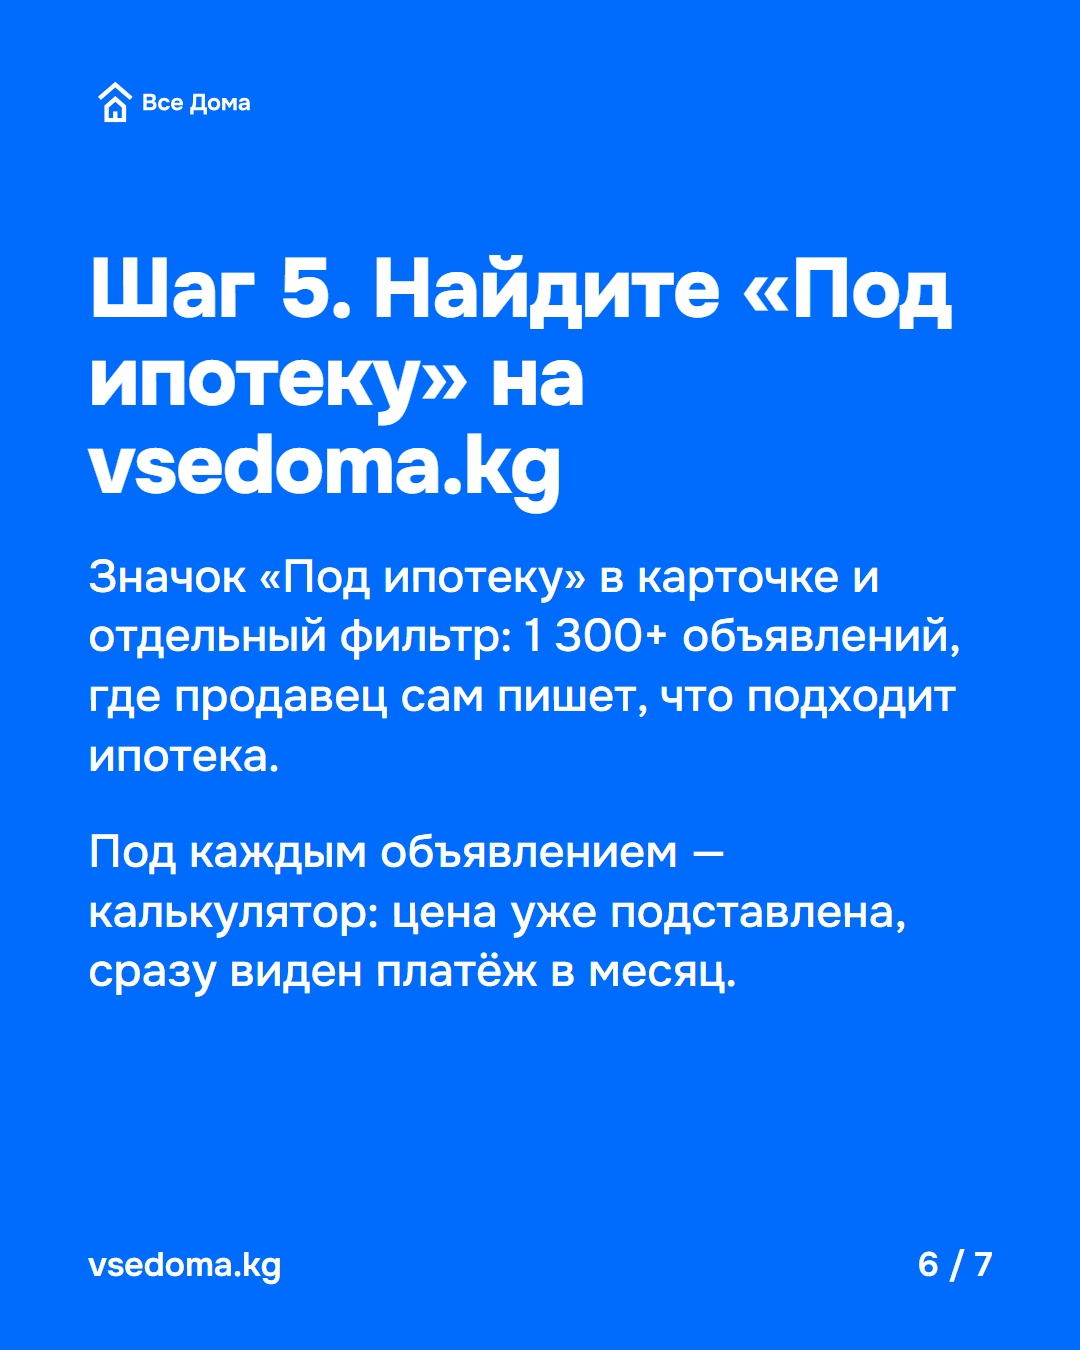 Все Дома
Шаг 5. Найдите «Под
ипотеку» на
vsedoma.kg
Значок «Под ипотеку» в карточке и
отдельный фильтр: 1 300+ объявлений,
где продавец сам пишет, что подходит
ипотека.
Под каждым объявлением —
калькулятор: цена уже подставлена,
сразу виден платёж в месяц.
vsedoma.kg
6 / 7